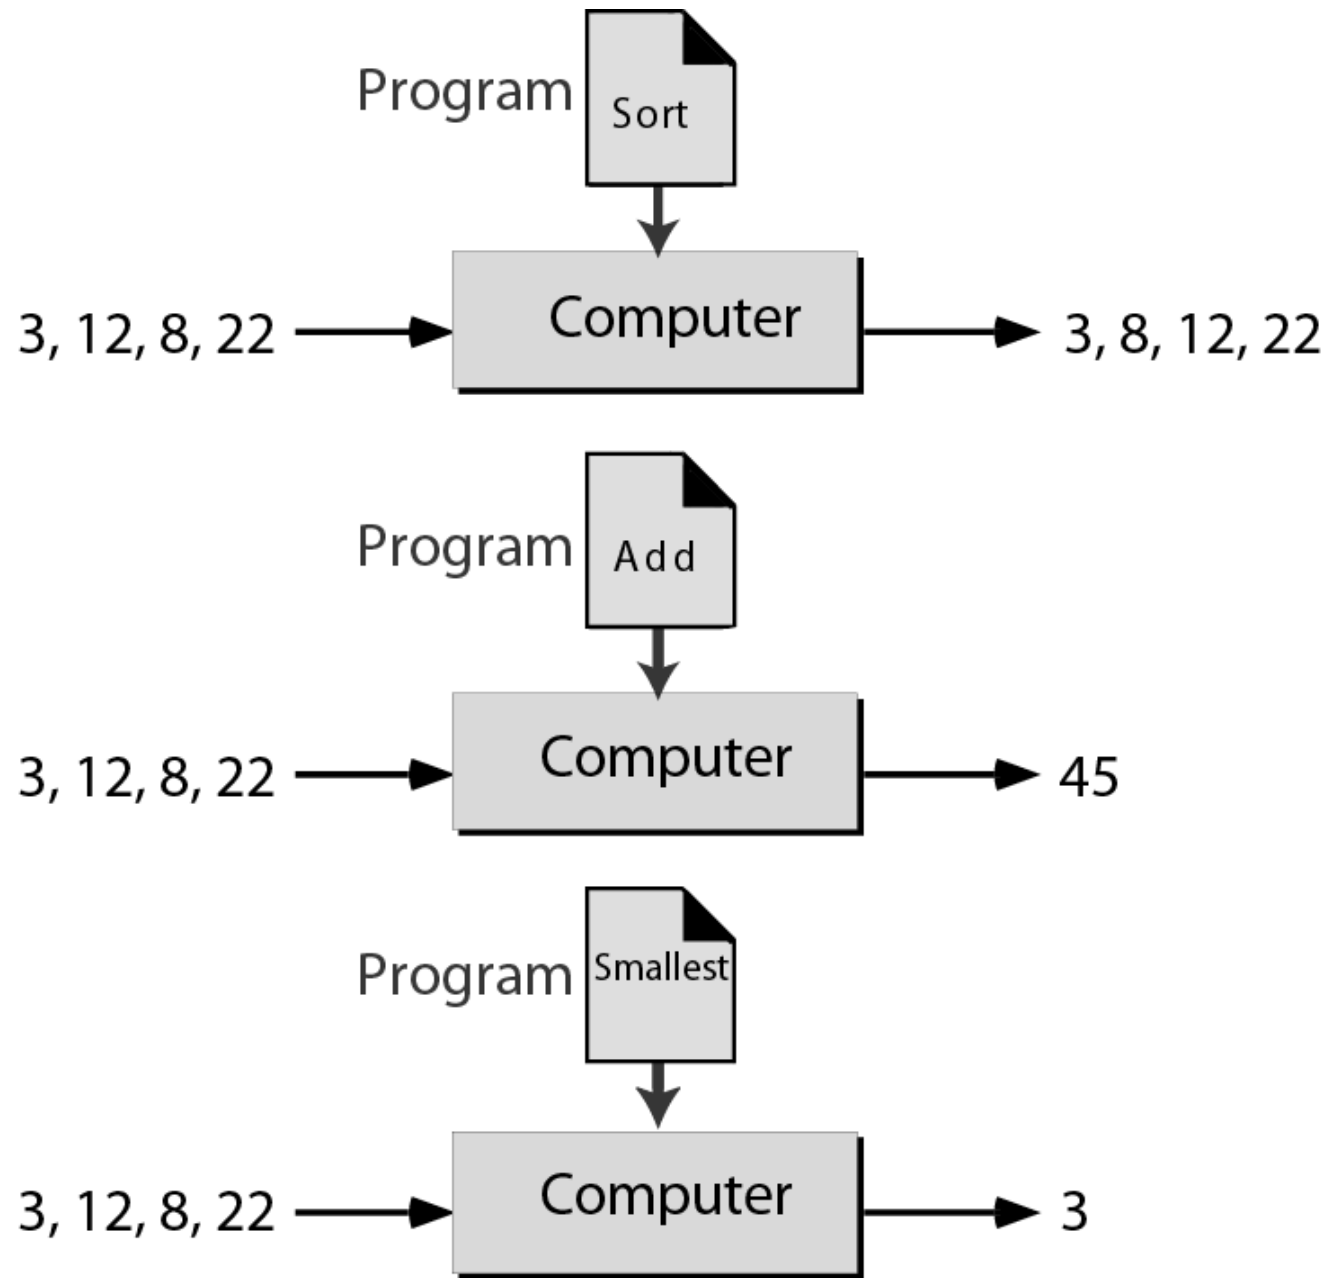 Program
Sort
Computer
3, 12, 8, 22
3, 8, 12, 22
Program
Add
Computer
3, 12, 8, 22
45
Program
Smallest
Computer
3, 12, 8, 22
3